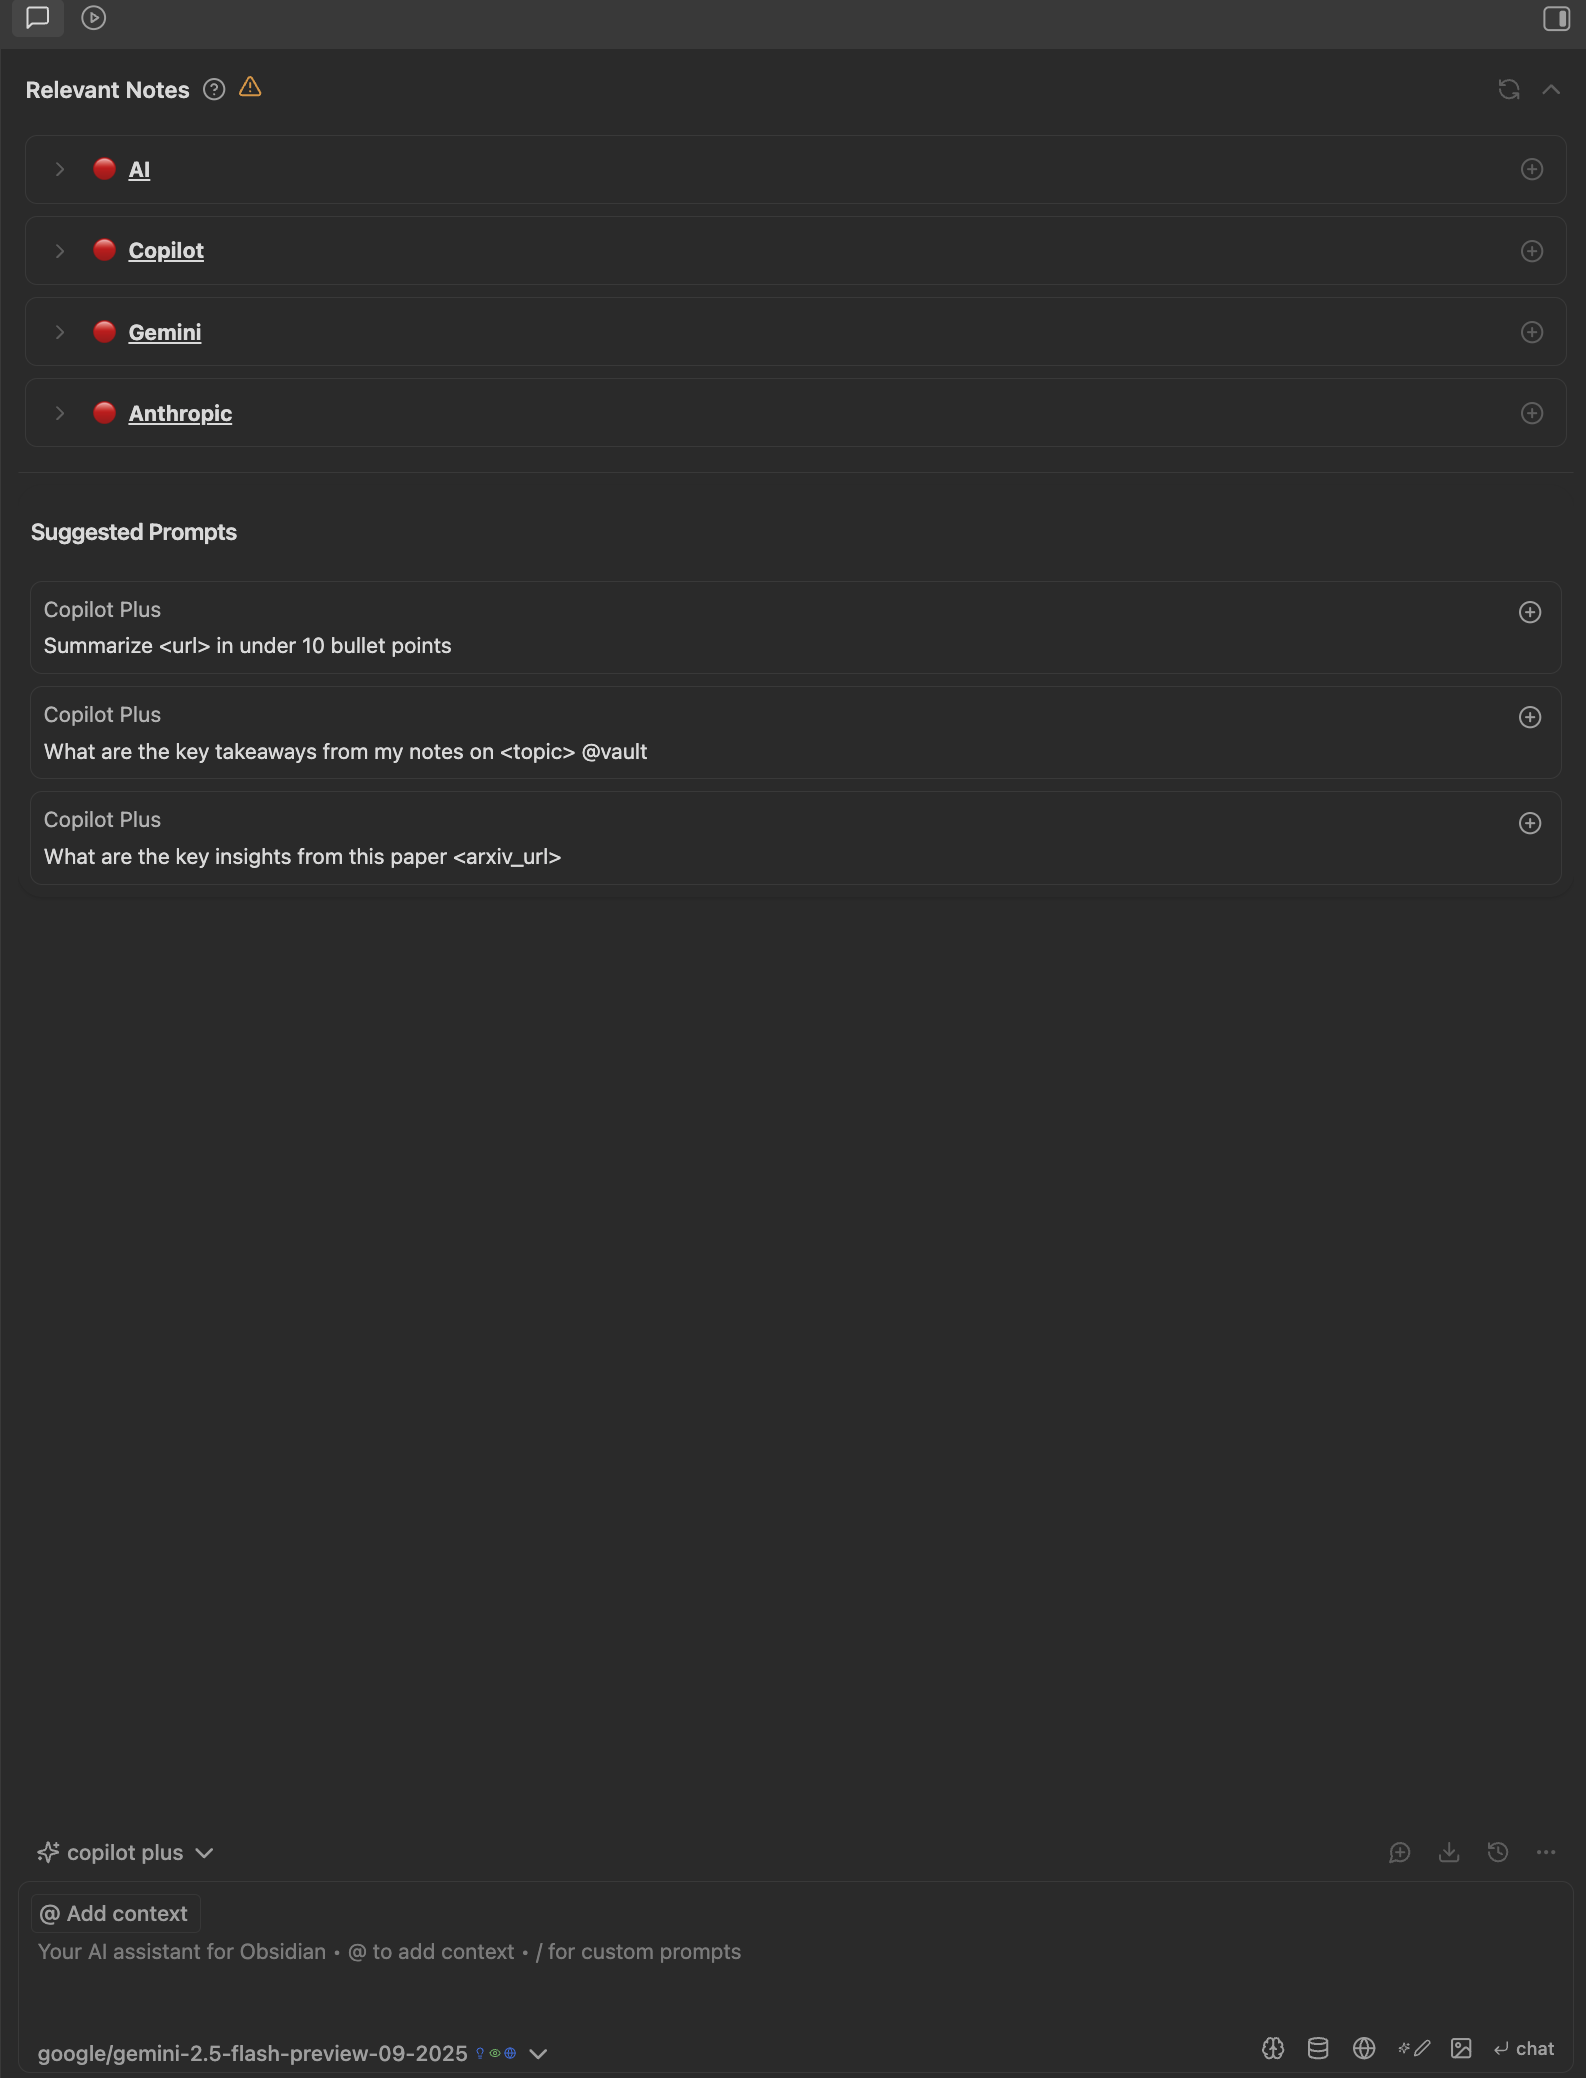 Relevant Notes
AI
Copilot
Gemini
Anthropic
Suggested Prompts
Copilot Plus
Summarize <url> in under 10 bullet points
Copilot Plus
What are the key takeaways from my notes on <topic> @vault
Copilot Plus
What are the key insights from this paper <arxiv_url>
copilot plus
@ Add context
Your AI assistant for Obsidian • @ to add context • / for custom prompts
google/gemini-2.5-flash-preview-09-2025
chat